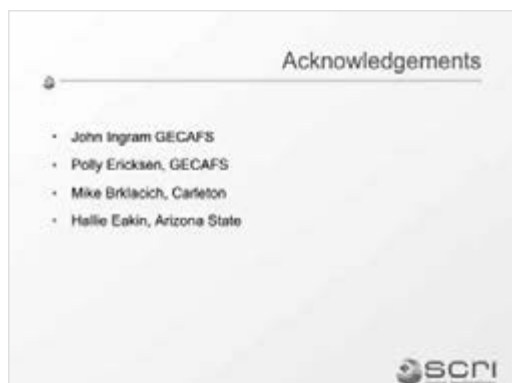 Acknowledgements
• John Ingram GECAFS
• Polly Ericksen, GECAFS
• Mike Brklacich, Carleton
• Hallie Eakin, Arizona State
SCRI